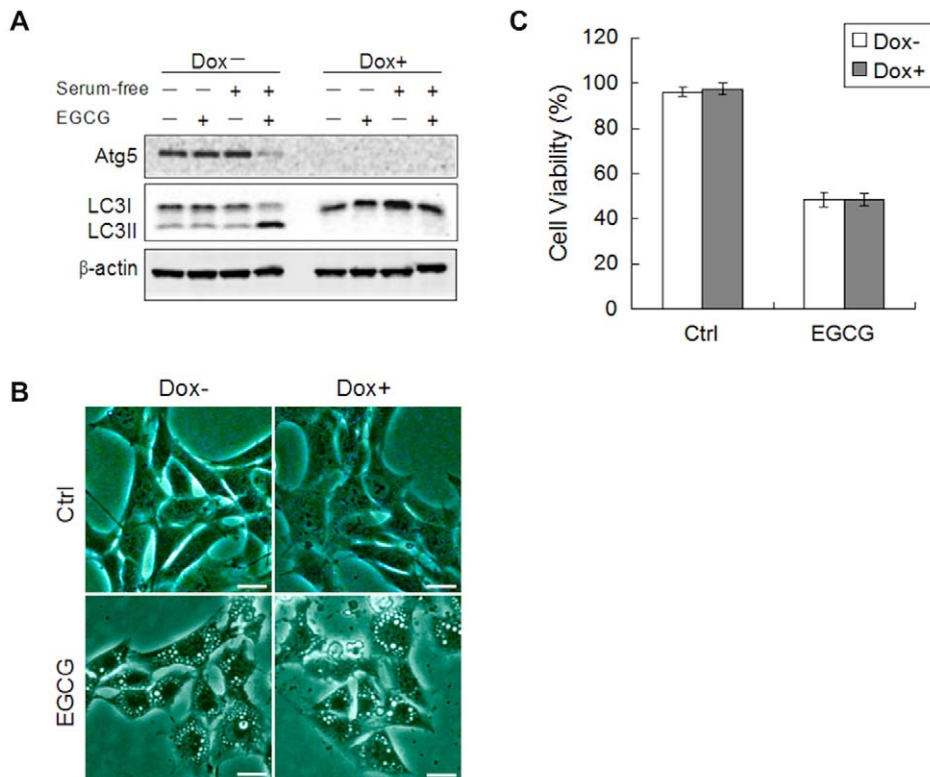 A
Dox— Dox+
Serum-free — — + + — — + +
EGCG — + — + — + — +
Atg5
LC3I
LC3II
β-actin
B
Dox- Dox+
Ctrl
EGCG
C
Cell Viability (%)
120
100
80
60
40
20
0
Ctrl EGCG
Dox-
Dox+